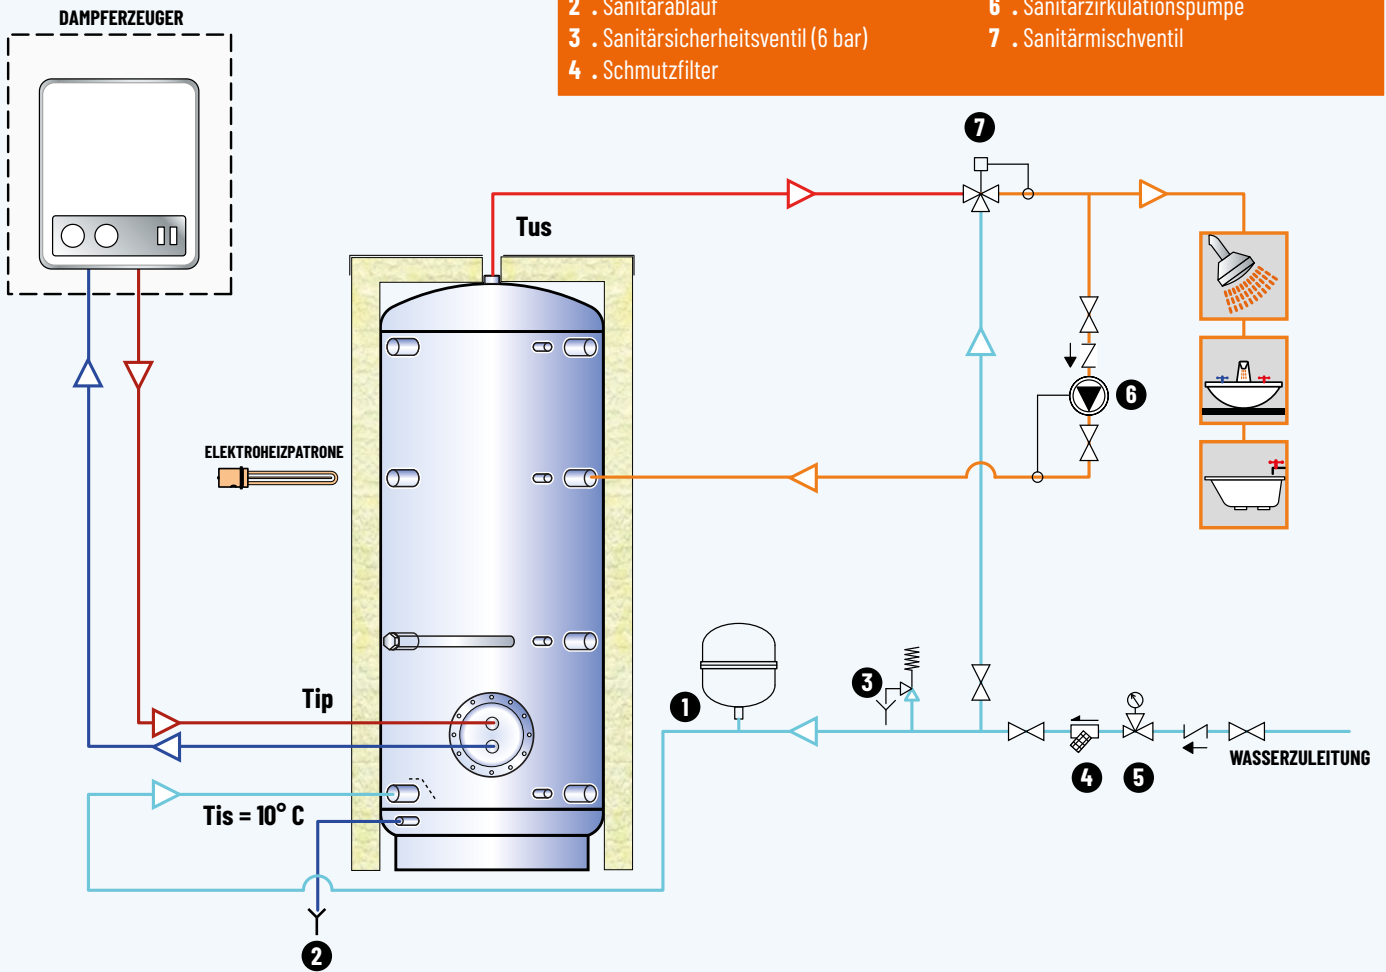 2 . Sanitärablauf
3 . Sanitärsicherheitsventil (6 bar)
4 . Schmutzfilter
6 . Sanitärzirkulationspumpe
7 . Sanitärmischventil
DAMPFERZEUGER
7
Tus
6
ELEKTROHEIZPATRONE
Tip
1
3
4
5
WASSERZULEITUNG
Tis = 10° C
2